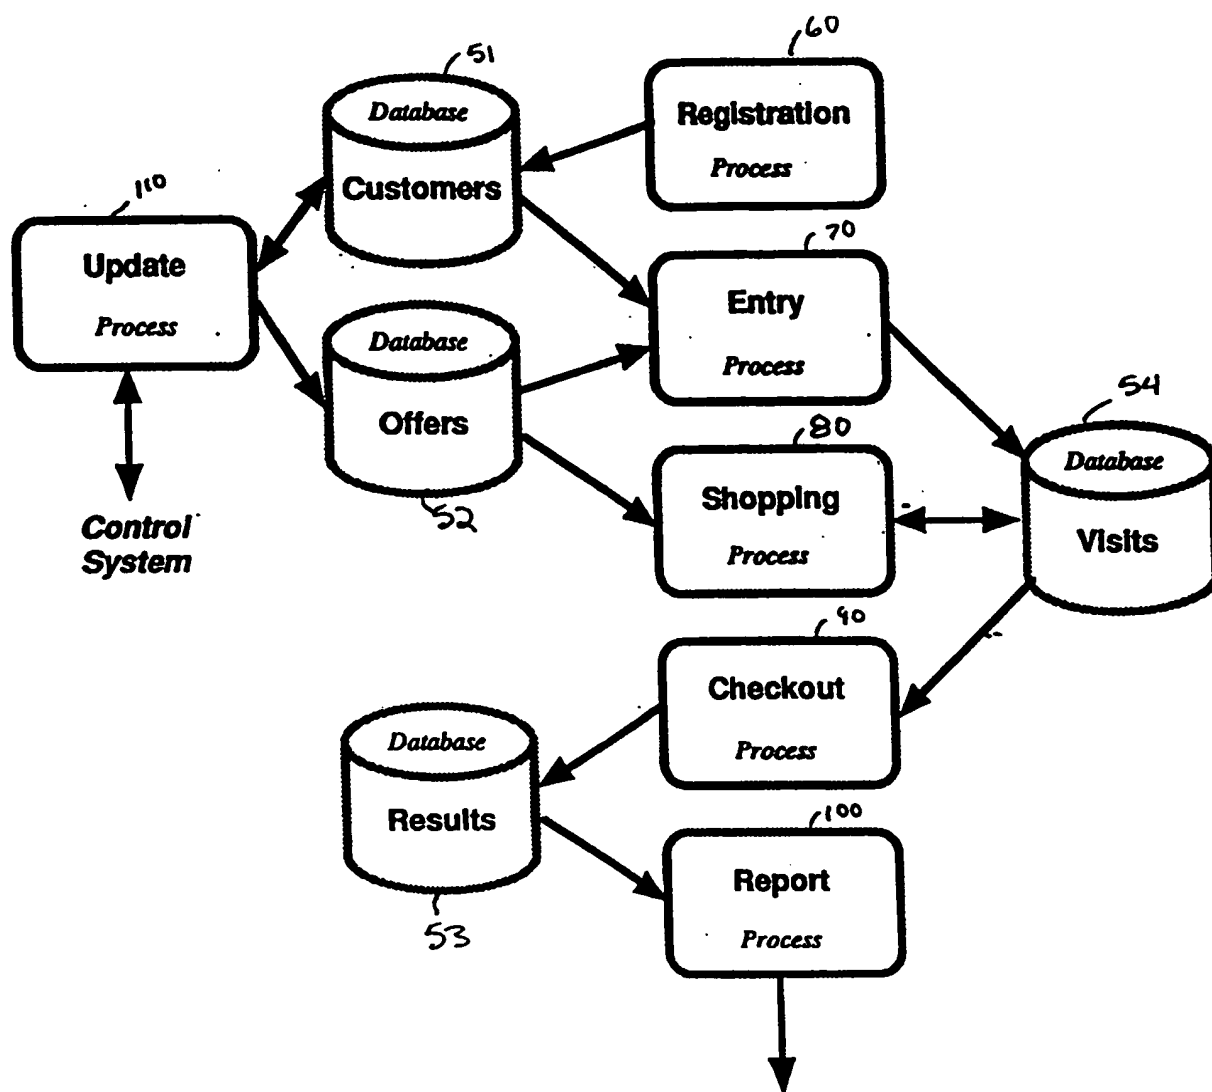 51
60
Database
Customers
Registration
Process
110
Update
Process
70
Entry
Process
Database
Offers
52
54
Database
Visits
80
Shopping
Process
Control
System
90
Checkout
Process
Database
Results
53
100
Report
Process